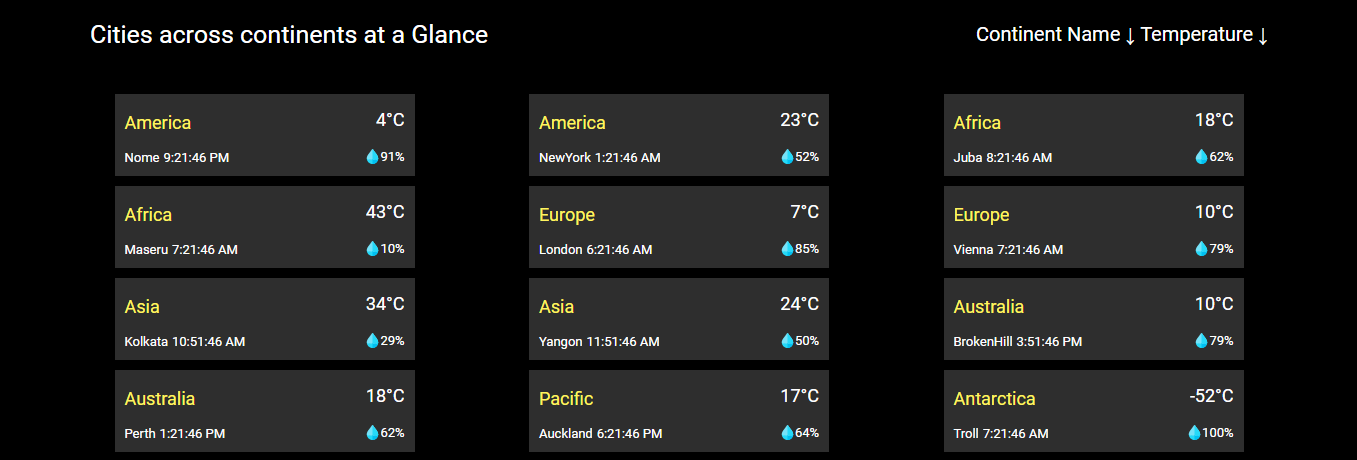 Cities across continents at a Glance
Continent Name ↓ Temperature ↓
America 4°C
Nome 9:21:46 PM 91%
America 23°C
NewYork 1:21:46 AM 52%
Africa 18°C
Juba 8:21:46 AM 62%
Africa 43°C
Maseru 7:21:46 AM 10%
Europe 7°C
London 6:21:46 AM 85%
Europe 10°C
Vienna 7:21:46 AM 79%
Asia 34°C
Kolkata 10:51:46 AM 29%
Asia 24°C
Yangon 11:51:46 AM 50%
Australia 10°C
BrokenHill 3:51:46 PM 79%
Australia 18°C
Perth 1:21:46 PM 62%
Pacific 17°C
Auckland 6:21:46 PM 64%
Antarctica -52°C
Troll 7:21:46 AM 100%